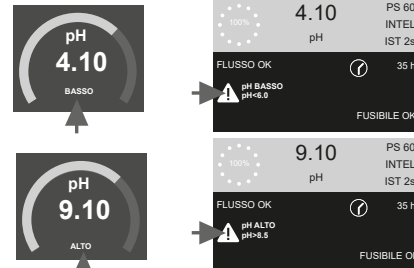 pH
4.10
BASSO
100%
4.10
pH
PS 60
INTEL
IST 2s
FLUSSO OK
35 h
pH BASSO
pH<6.0
FUSIBILE OK
pH
9.10
ALTO
100%
9.10
pH
PS 60
INTEL
IST 2s
FLUSSO OK
35 h
pH ALTO
pH>8.5
FUSIBILE OK